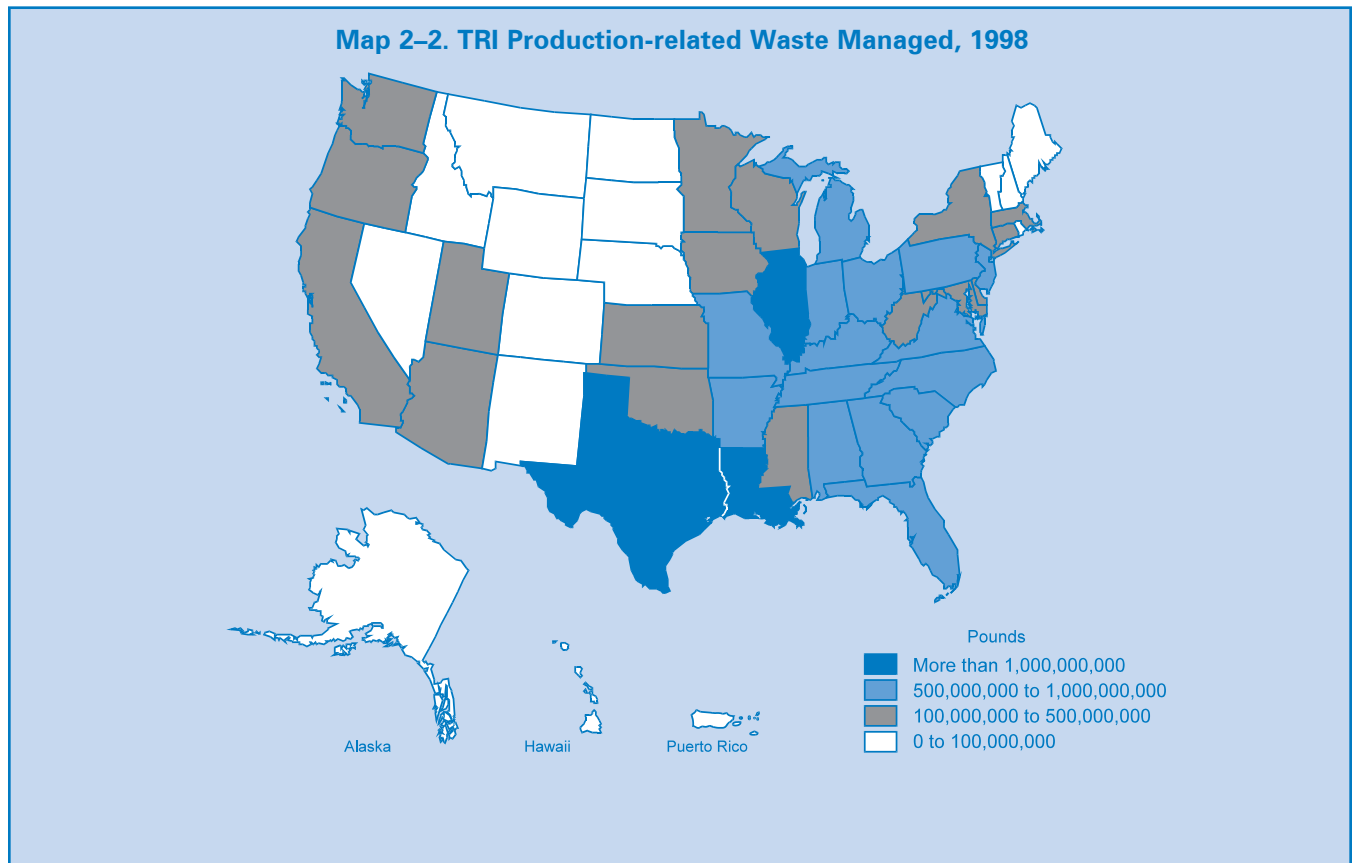 Map 2–2. TRI Production-related Waste Managed, 1998
Pounds
More than 1,000,000,000
500,000,000 to 1,000,000,000
100,000,000 to 500,000,000
0 to 100,000,000
Alaska
Hawaii
Puerto Rico